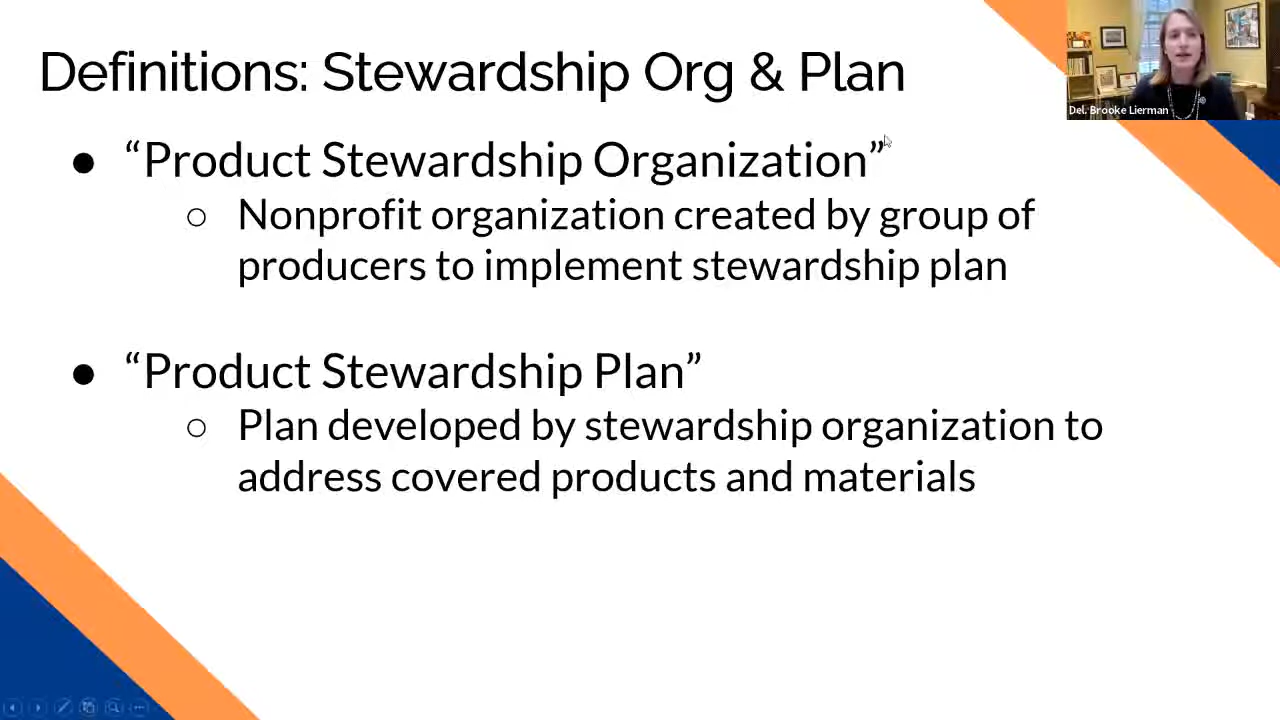 Definitions: Stewardship Org & Plan
Del. Brooke Lierman
● “Product Stewardship Organization”
○ Nonprofit organization created by group of
producers to implement stewardship plan
● “Product Stewardship Plan”
○ Plan developed by stewardship organization to
address covered products and materials